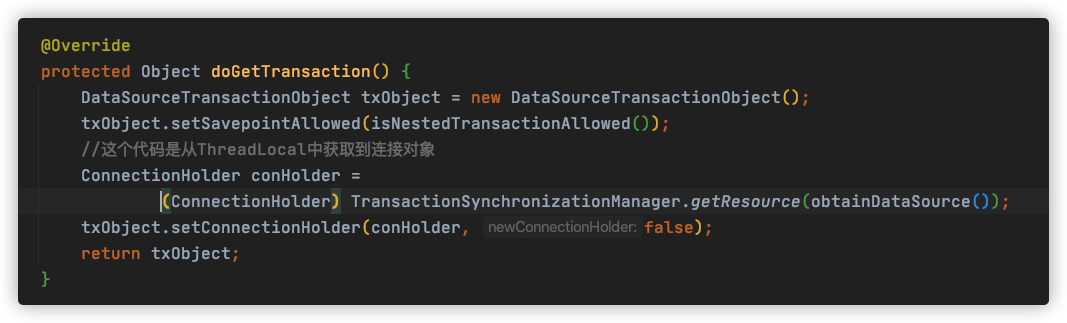 @Override
protected Object doGetTransaction() {
    DataSourceTransactionObject txObject = new DataSourceTransactionObject();
    txObject.setSavepointAllowed(isNestedTransactionAllowed());
    //这个代码是从ThreadLocal中获取到连接对象
    ConnectionHolder conHolder =
            (ConnectionHolder) TransactionSynchronizationManager.getResource(obtainDataSource());
    txObject.setConnectionHolder(conHolder, newConnectionHolder: false);
    return txObject;
}